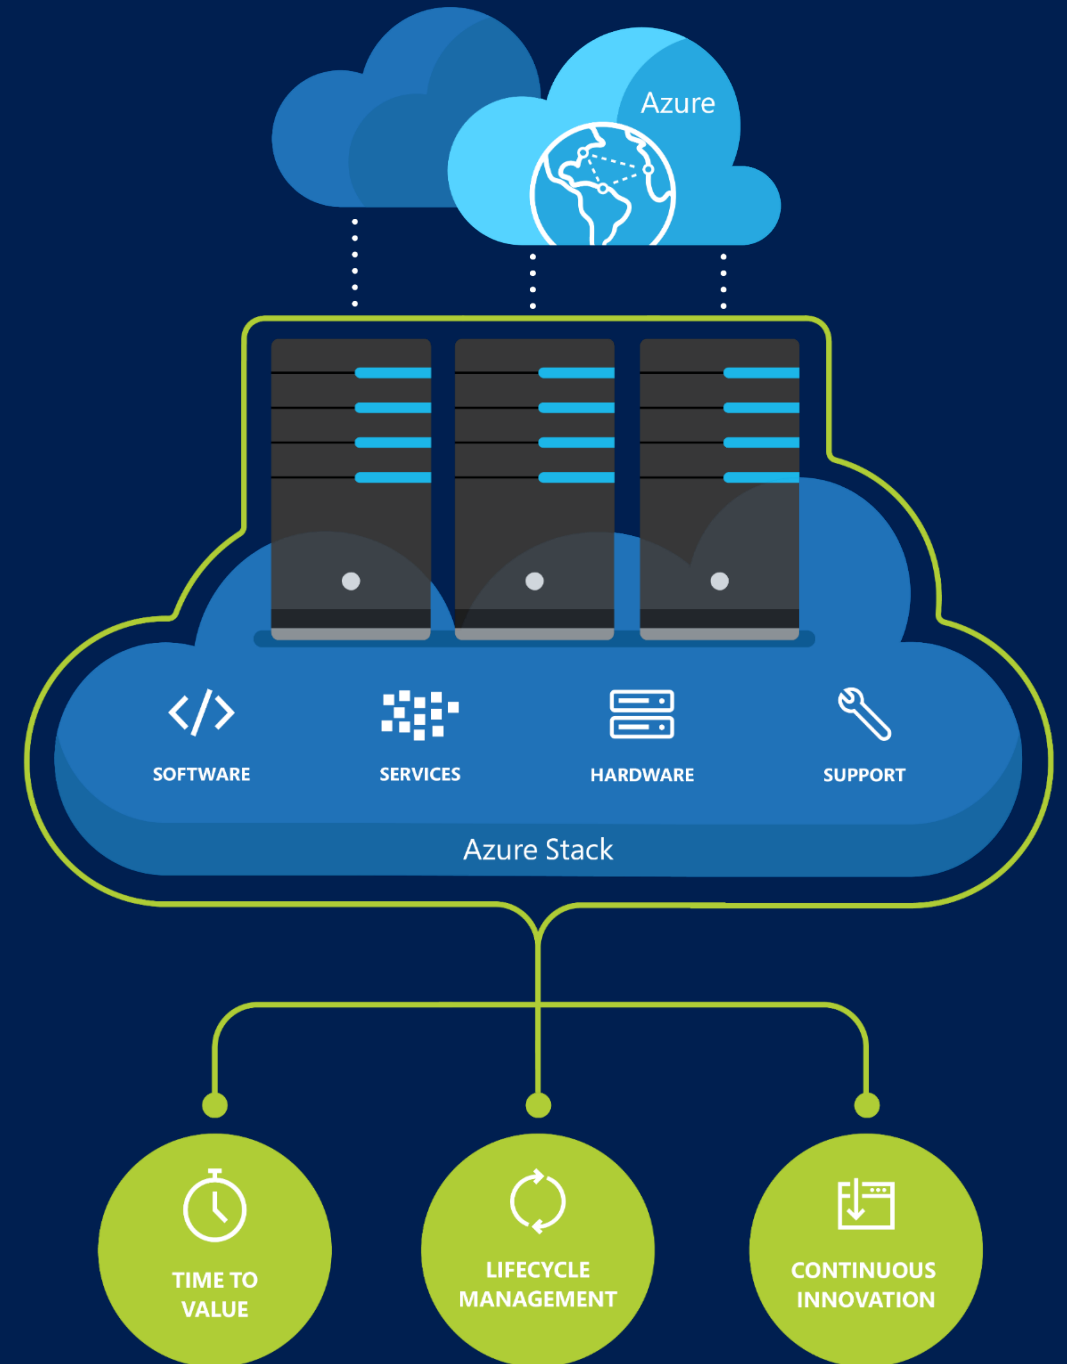 Azure
SOFTWARE
SERVICES
HARDWARE
SUPPORT
Azure Stack
TIME TO
VALUE
LIFECYCLE
MANAGEMENT
CONTINUOUS
INNOVATION